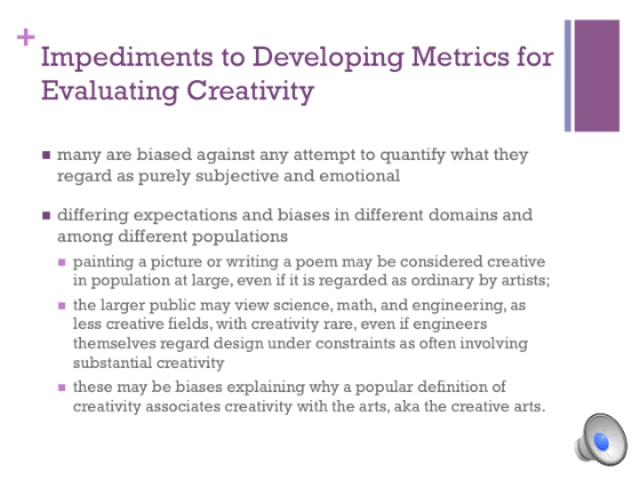 +
Impediments to Developing Metrics for
Evaluating Creativity
■ many are biased against any attempt to quantify what they
regard as purely subjective and emotional
■ differing expectations and biases in different domains and
among different populations
■ painting a picture or writing a poem may be considered creative
in population at large, even if it is regarded as ordinary by artists;
■ the larger public may view science, math, and engineering, as
less creative fields, with creativity rare, even if engineers
themselves regard design under constraints as often involving
substantial creativity
■ these may be biases explaining why a popular definition of
creativity associates creativity with the arts, aka the creative arts.